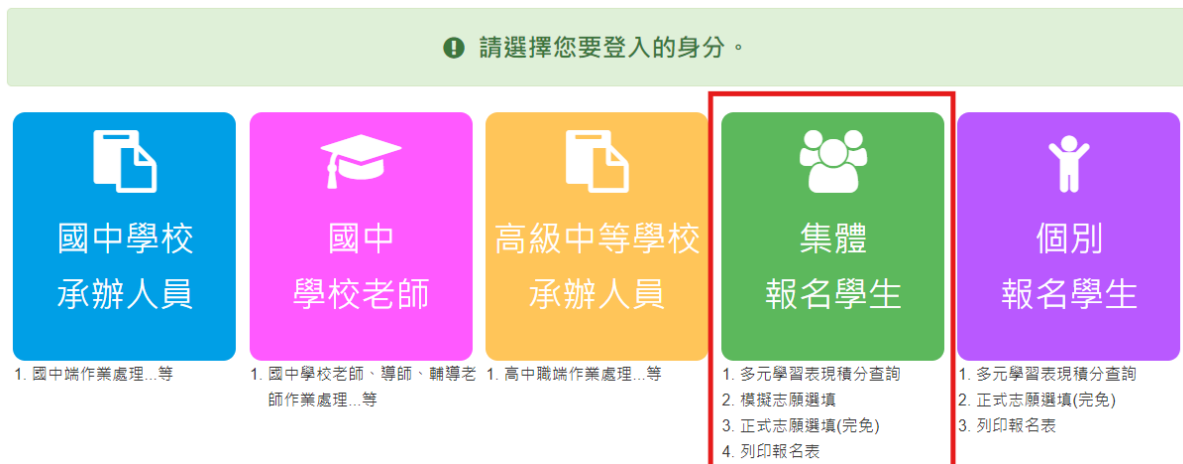 請選擇您要登入的身分。
國中學校
承辦人員
1. 國中端作業處理...等
國中
學校老師
1. 國中學校老師、導師、輔導老
師作業處理...等
高級中等學校
承辦人員
1. 高中職端作業處理...等
集體
報名學生
1. 多元學習表現積分查詢
2. 模擬志願選填
3. 正式志願選填(完免)
4. 列印報名表
個別
報名學生
1. 多元學習表現積分查詢
2. 正式志願選填(完免)
3. 列印報名表